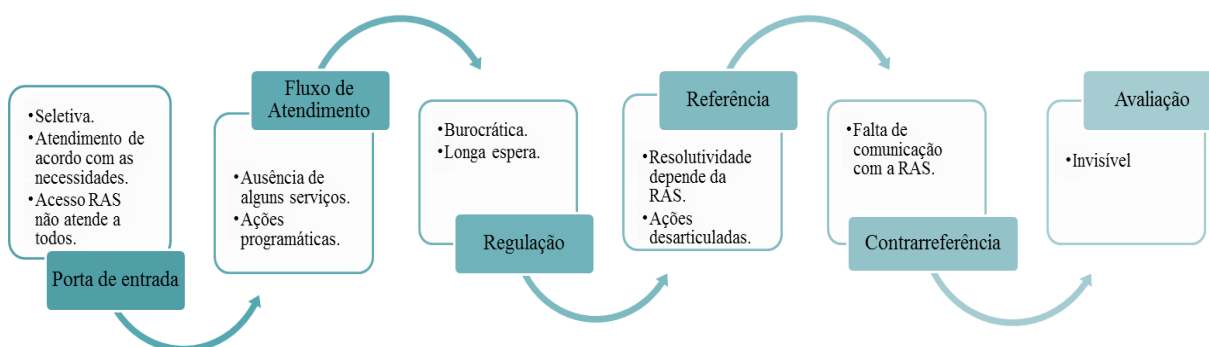 •Seletiva.
•Atendimento de
acordo com as
necessidades.
•Acesso RAS
não atende a
todos.
Porta de entrada
Fluxo de
Atendimento
•Ausência de
alguns serviços.
•Ações
programáticas.
•Burocrática.
•Longa espera.
Regulação
Referência
•Resolutividade
depende da
RAS.
•Ações
desarticuladas.
•Falta de
comunicação
com a RAS.
Contrarreferência
Avaliação
•Invisível